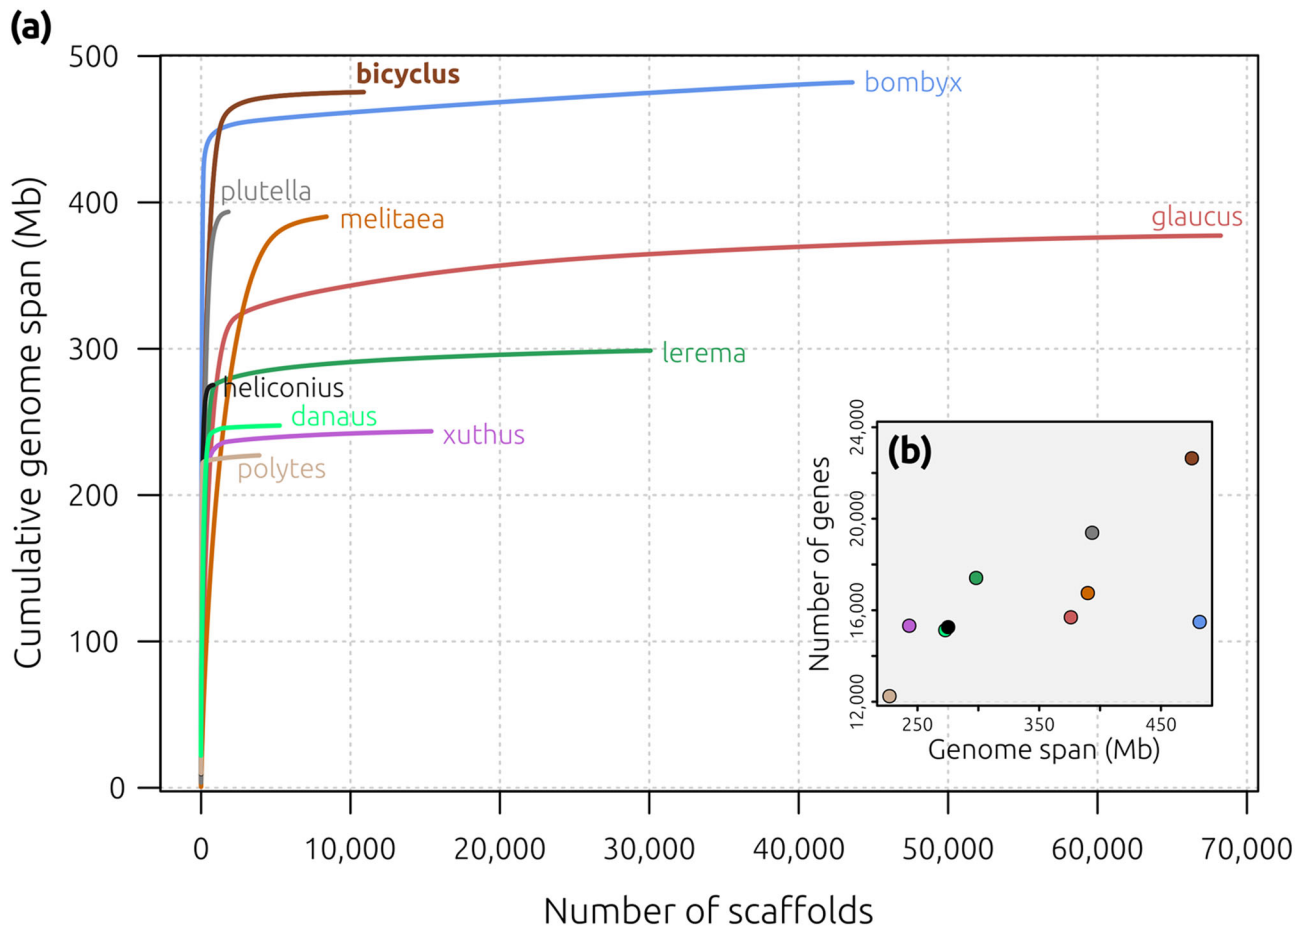 (a)
500
400
300
200
100
0
Cumulative genome span (Mb)
bicyclus
bombyx
plutella
melitaea
glaucus
lerema
heliconius
danaus
xuthus
polytes
(b)
24,000
20,000
16,000
12,000
Number of genes
250 350 450
Genome span (Mb)
0 10,000 20,000 30,000 40,000 50,000 60,000 70,000
Number of scaffolds